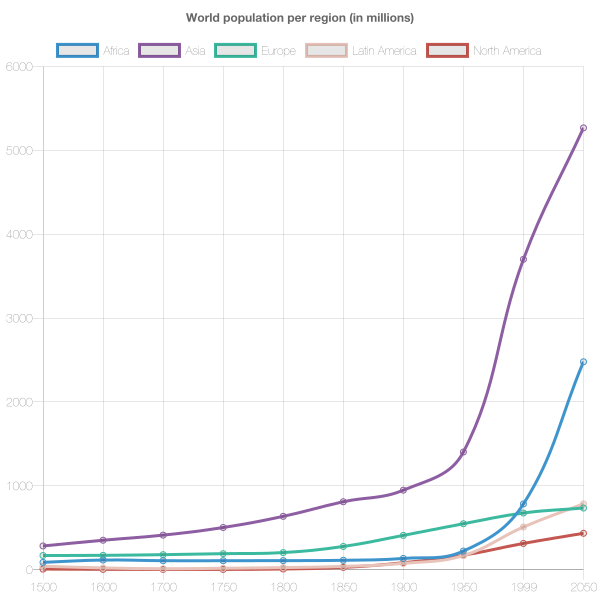 World population per region (in millions)
Africa Asia Europe Latin America North America
6000
5000
4000
3000
2000
1000
0
1500 1600 1700 1750 1800 1850 1900 1950 1999 2050